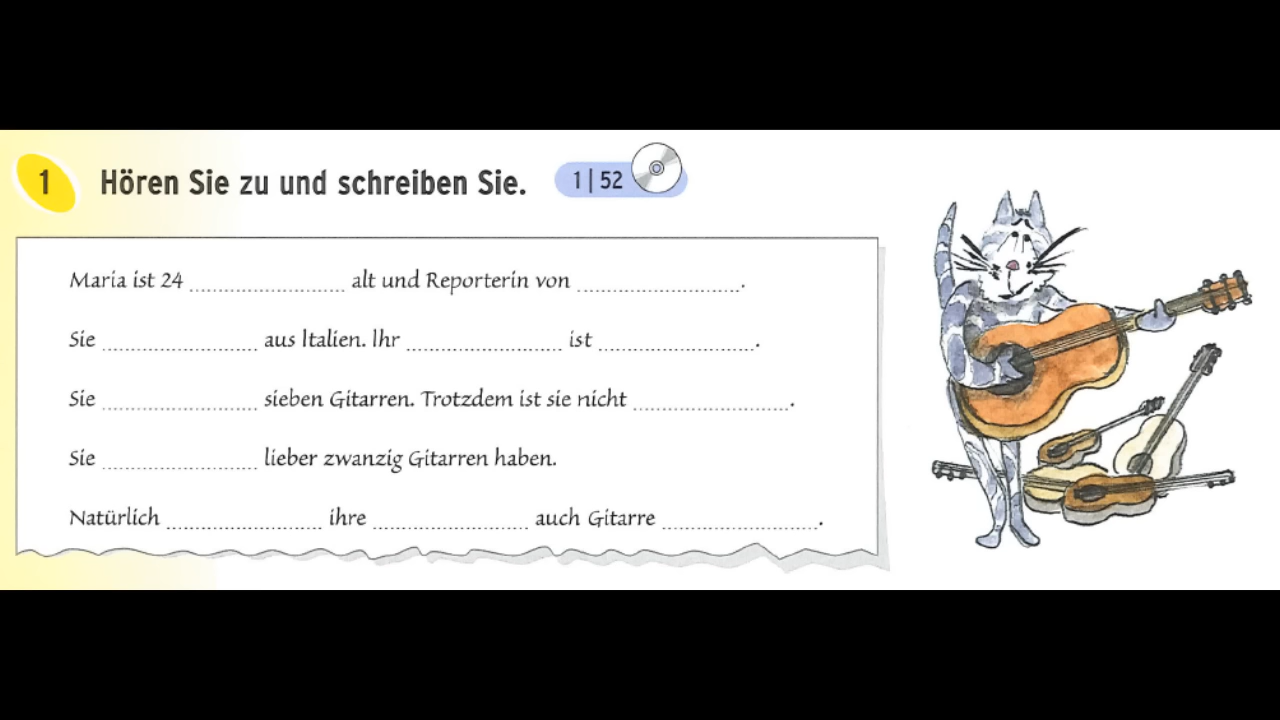 1 Hören Sie zu und schreiben Sie. 1|52
Maria ist 24 ............................ alt und Reporterin von ............................ .
Sie ............................ aus Italien. Ihr ............................ ist ............................ .
Sie ............................ sieben Gitarren. Trotzdem ist sie nicht ............................ .
Sie ............................ lieber zwanzig Gitarren haben.
Natürlich ............................ ihre ............................ auch Gitarre ............................ .